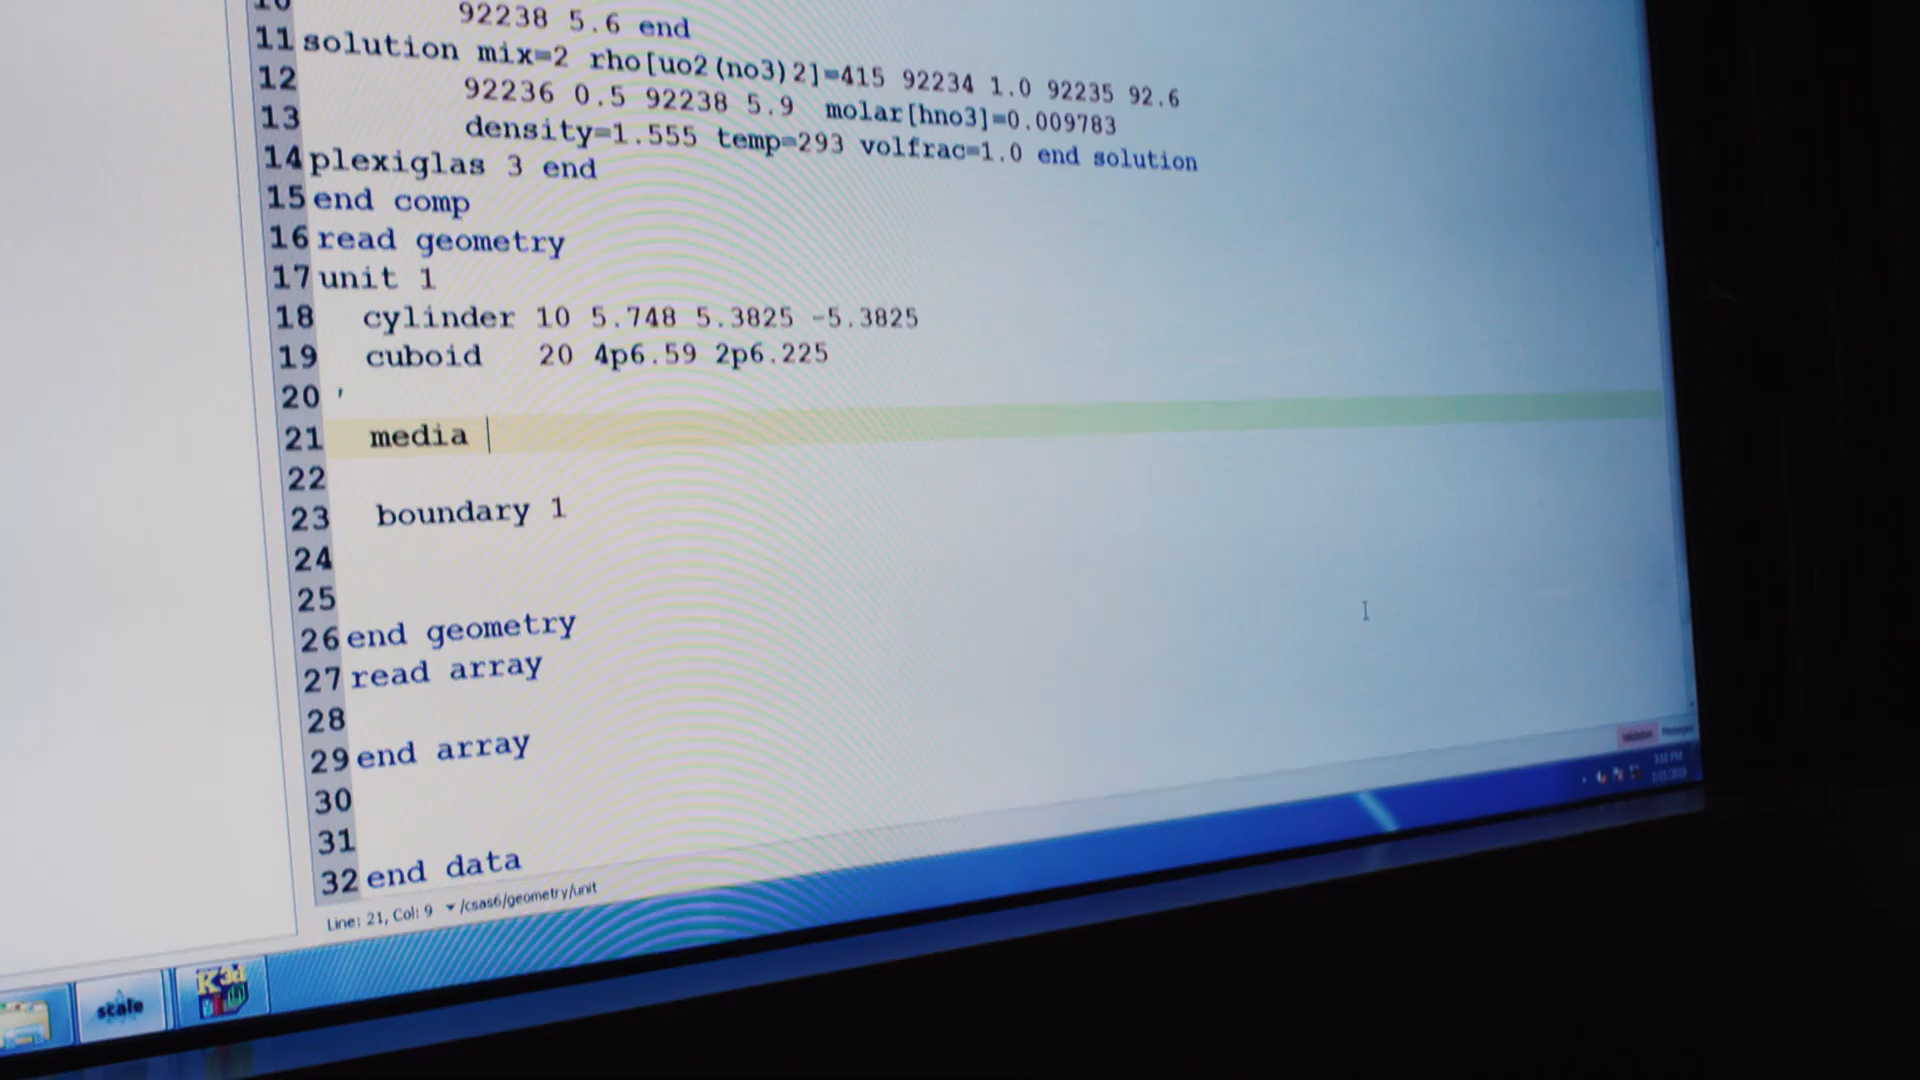 10 92238 5.6 end
11 solution mix=2 rho[uo2(no3)2]=415 92234 1.0 92235 92.6
12 92236 0.5 92238 5.9 molar[hno3]=0.009783
13 density=1.555 temp=293 volfrac=1.0 end solution
14 plexiglas 3 end
15 end comp
16 read geometry
17 unit 1
18 cylinder 10 5.748 5.3825 -5.3825
19 cuboid 20 4p6.59 2p6.225
20 '
21 media
22
23 boundary 1
24
25
26 end geometry
27 read array
28
29 end array
30
31
32 end data
Line: 21, Col: 9 /csas6/geometry/unit
Validation Messages
scale
K3d